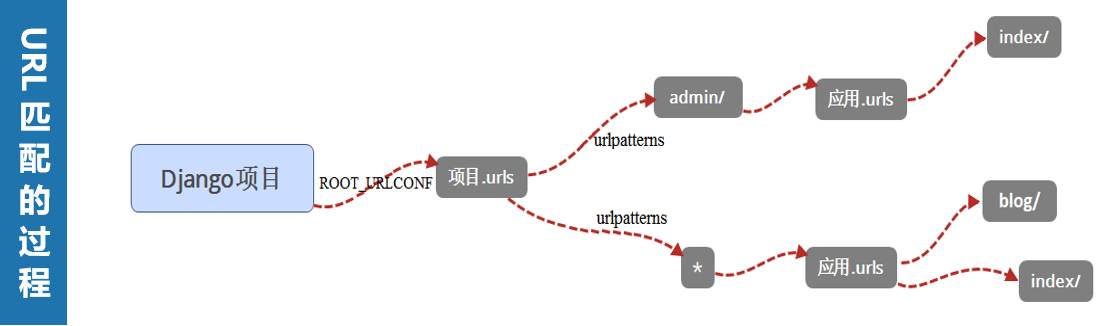 URL匹配的过程
Django项目
ROOT_URLCONF
项目.urls
urlpatterns
admin/
应用.urls
index/
urlpatterns
*
应用.urls
blog/
index/